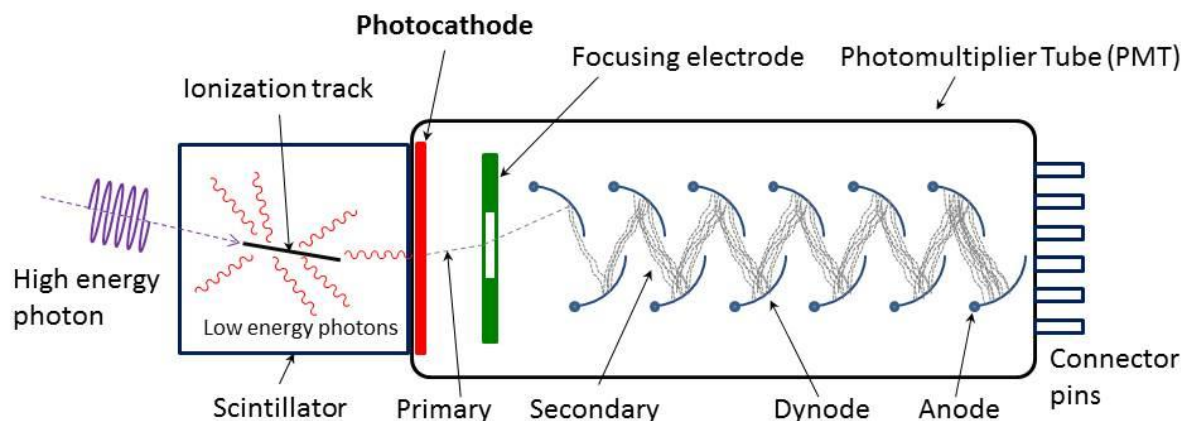 Photocathode
Focusing electrode
Photomultiplier Tube (PMT)
Ionization track
High energy
photon
Low energy photons
Scintillator
Primary
Secondary
Dynode
Anode
Connector
pins